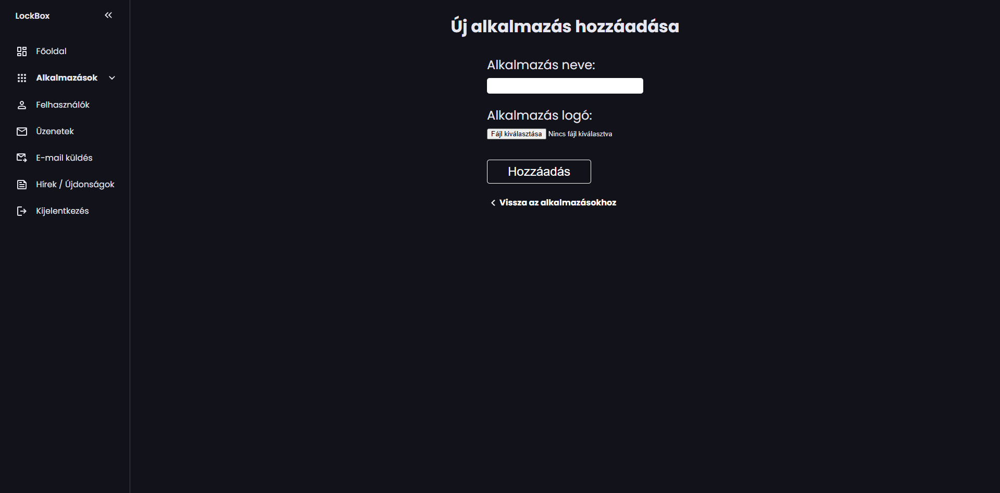 LockBox
Főoldal
Alkalmazások
Felhasználók
Üzenetek
E-mail küldés
Hírek / Újdonságok
Kijelentkezés
Új alkalmazás hozzáadása
Alkalmazás neve:
Alkalmazás logó:
Fájl kiválasztása Nincs fájl kiválasztva
Hozzáadás
Vissza az alkalmazásokhoz